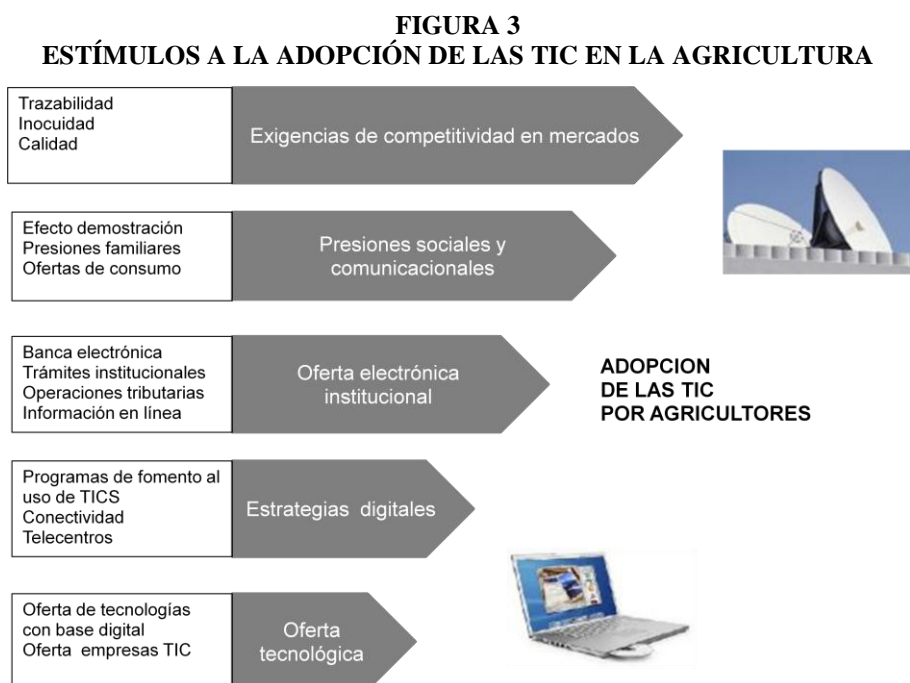 FIGURA 3
ESTÍMULOS A LA ADOPCIÓN DE LAS TIC EN LA AGRICULTURA
Trazabilidad
Inocuidad
Calidad
Exigencias de competitividad en mercados
Efecto demostración
Presiones familiares
Ofertas de consumo
Presiones sociales y
comunicacionales
Banca electrónica
Trámites institucionales
Operaciones tributarias
Información en línea
Oferta electrónica
institucional
ADOPCION
DE LAS TIC
POR AGRICULTORES
Programas de fomento al
uso de TICS
Conectividad
Telecentros
Estrategias digitales
Oferta de tecnologías
con base digital
Oferta empresas TIC
Oferta
tecnológica